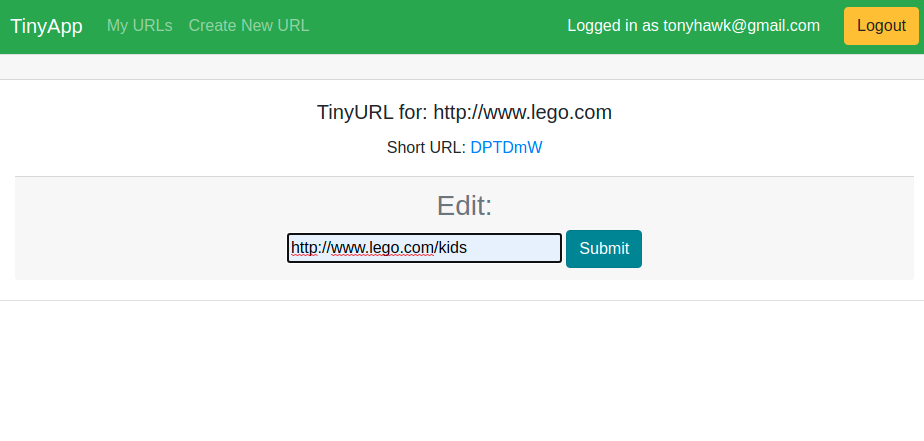 TinyApp My URLs Create New URL Logged in as tonyhawk@gmail.com Logout
TinyURL for: http://www.lego.com
Short URL: DPTDmW
Edit:
http://www.lego.com/kids Submit